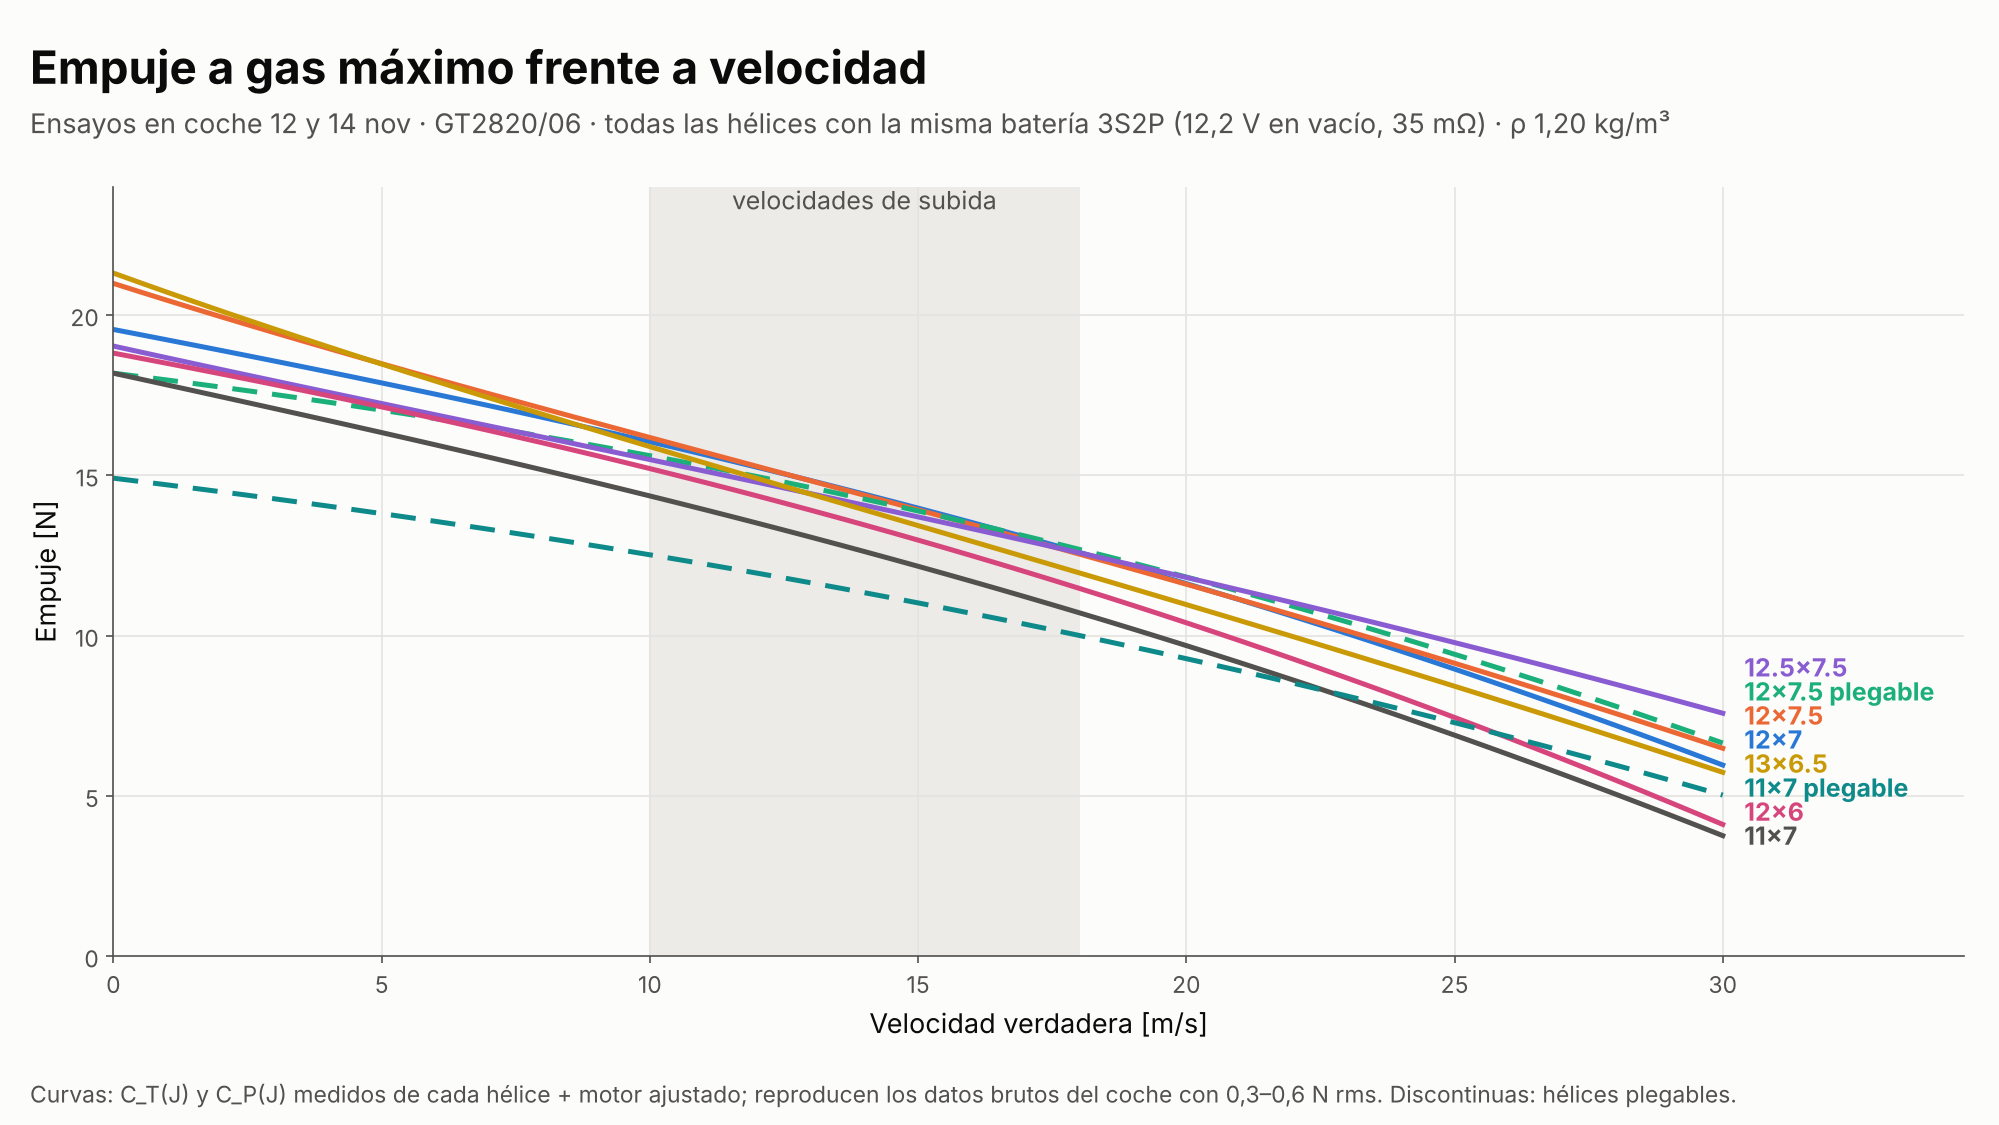 Empuje a gas máximo frente a velocidad
Ensayos en coche 12 y 14 nov · GT2820/06 · todas las hélices con la misma batería 3S2P (12,2 V en vacío, 35 mΩ) · ρ 1,20 kg/m³
velocidades de subida
20
15
10
5
0
Empuje [N]
12.5×7.5
12×7.5 plegable
12×7.5
12×7
13×6.5
11×7 plegable
12×6
11×7
0 5 10 15 20 25 30
Velocidad verdadera [m/s]
Curvas: C_T(J) y C_P(J) medidos de cada hélice + motor ajustado; reproducen los datos brutos del coche con 0,3–0,6 N rms. Discontinuas: hélices plegables.